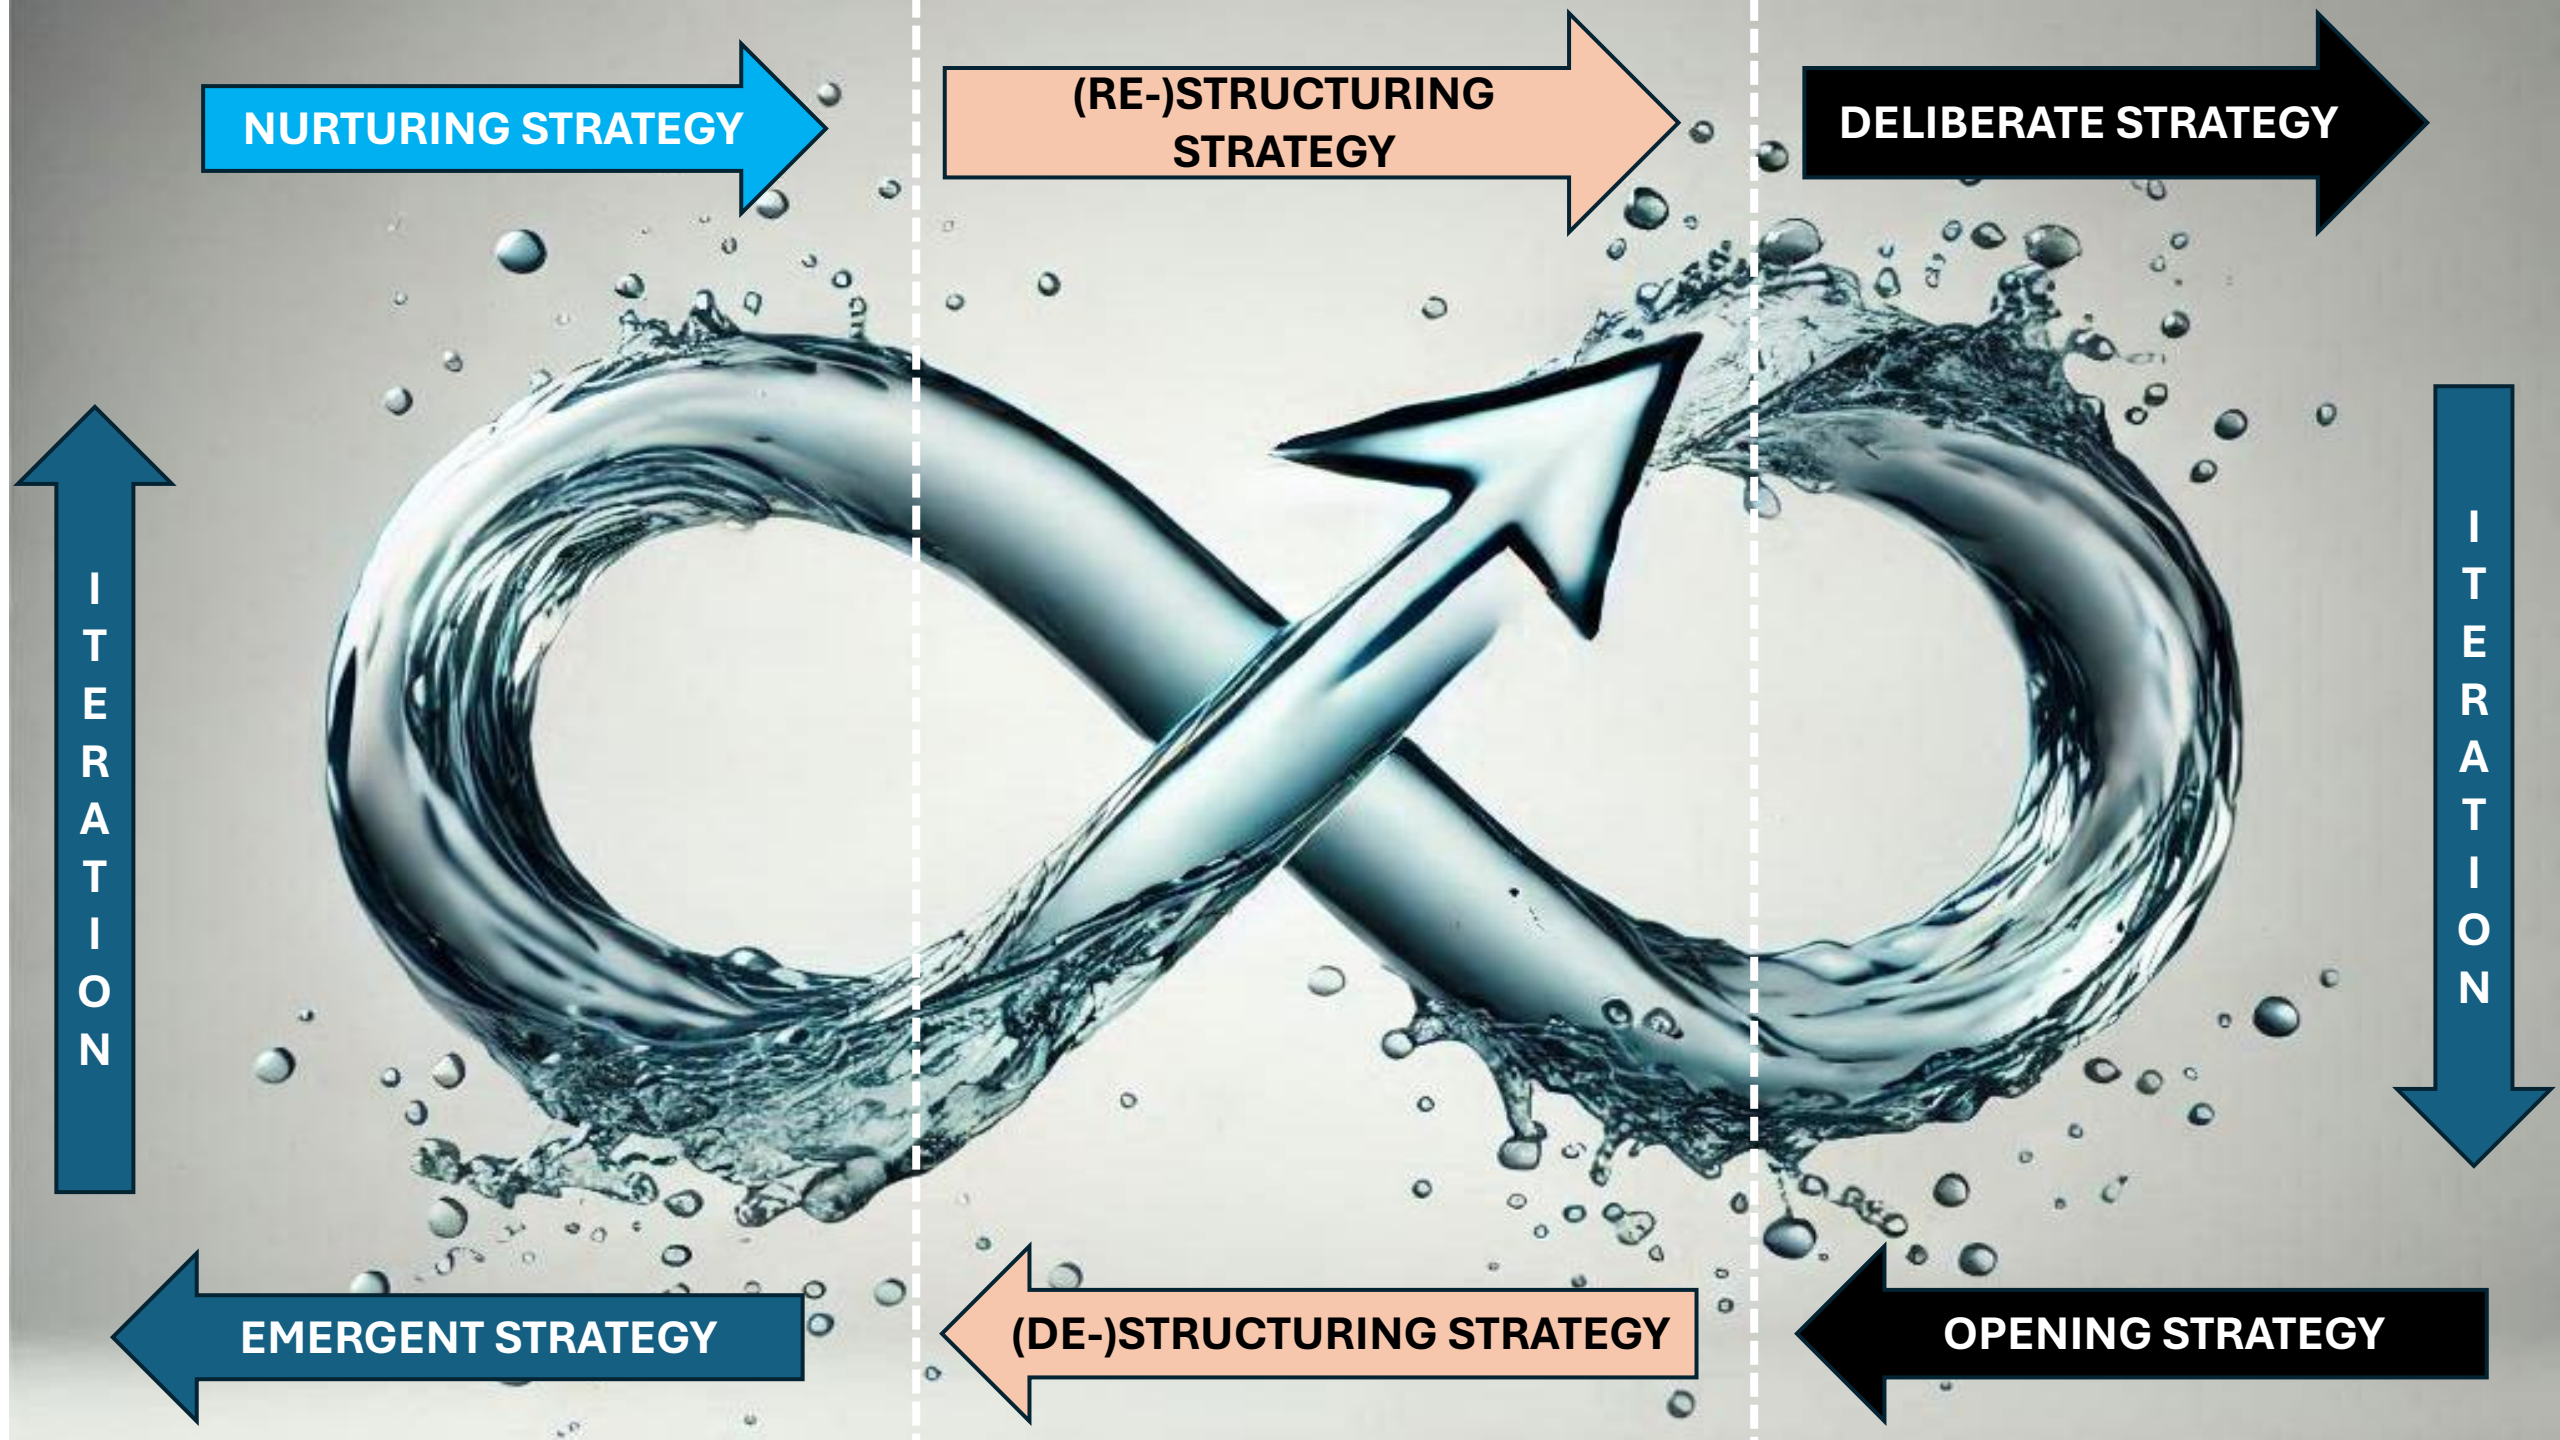 NURTURING STRATEGY
(RE-)STRUCTURING
STRATEGY
DELIBERATE STRATEGY
ITERATION
ITERATION
EMERGENT STRATEGY
(DE-)STRUCTURING STRATEGY
OPENING STRATEGY